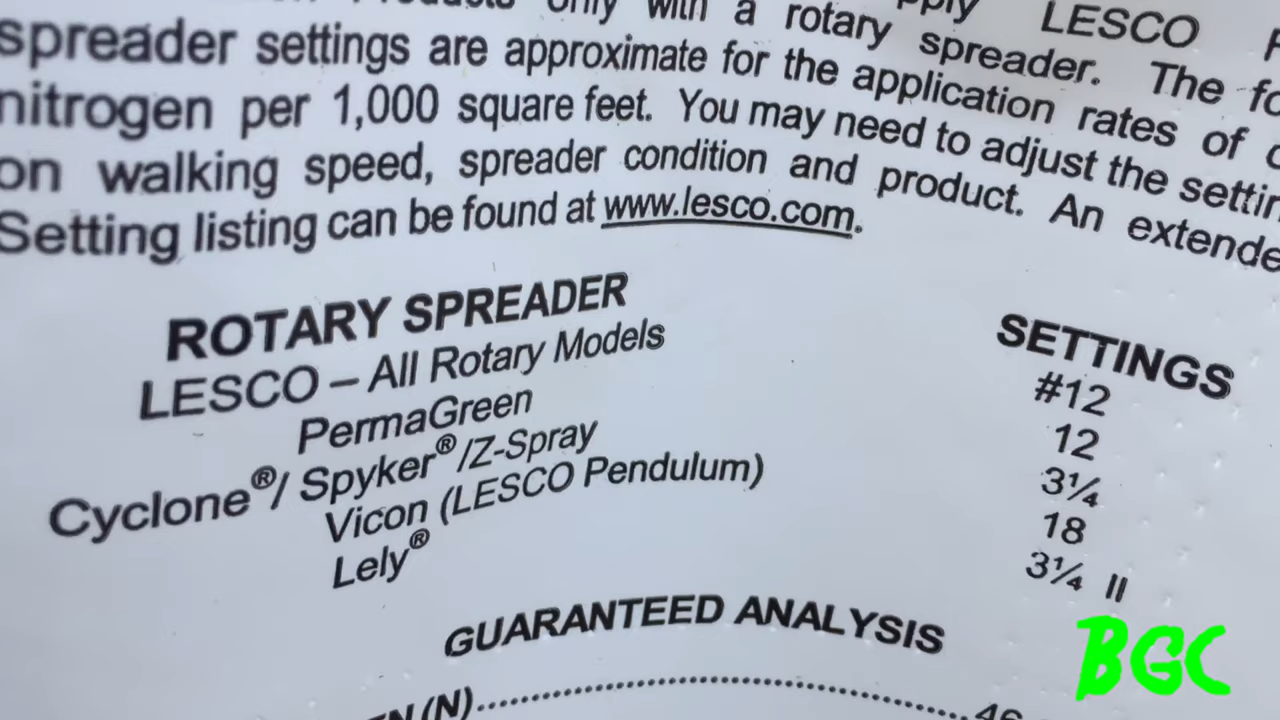 Products only with a rotary spreader. The
spreader settings are approximate for the application rates of
nitrogen per 1,000 square feet. You may need to adjust the
on walking speed, spreader condition and product. An
Setting listing can be found at www.lesco.com.
LESCO
ROTARY SPREADER SETTINGS
LESCO – All Rotary Models #12
PermaGreen 12
Cyclone®/ Spyker®/Z-Spray 3¼
Vicon (LESCO Pendulum) 18
Lely® 3¼ II
GUARANTEED ANALYSIS
(N)........................................46
BGC